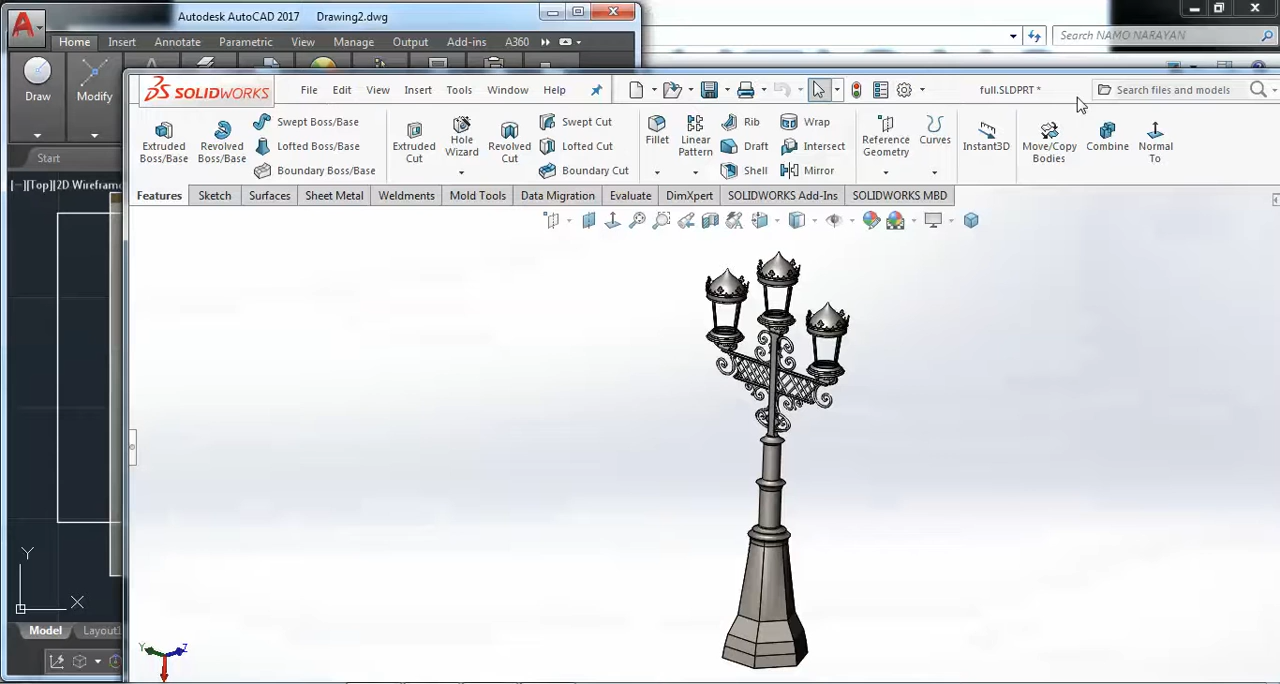 Autodesk AutoCAD 2017 Drawing2.dwg
Home Insert Annotate Parametric View Manage Output Add-ins A360
Search NAMO NARAYAN
Draw
Modify
Start
[−][Top][2D Wirefram
Y
X
Model
Layout1
SOLIDWORKS
File Edit View Insert Tools Window Help
full.SLDPRT *
Search files and models
Extruded Boss/Base
Revolved Boss/Base
Swept Boss/Base
Lofted Boss/Base
Boundary Boss/Base
Extruded Cut
Hole Wizard
Revolved Cut
Swept Cut
Lofted Cut
Boundary Cut
Fillet
Linear Pattern
Rib
Draft
Shell
Wrap
Intersect
Mirror
Reference Geometry
Curves
Instant3D
Move/Copy Bodies
Combine
Normal To
Features Sketch Surfaces Sheet Metal Weldments Mold Tools Data Migration Evaluate DimXpert SOLIDWORKS Add-Ins SOLIDWORKS MBD
Y
Z